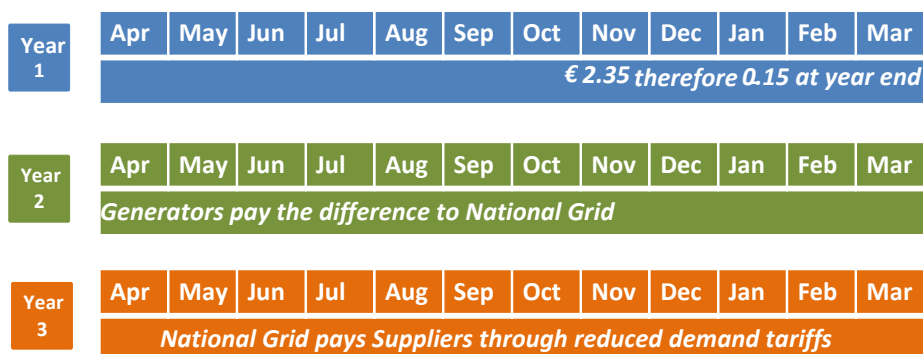 Year 1
Apr May Jun Jul Aug Sep Oct Nov Dec Jan Feb Mar
€ 2.35 therefore 0.15 at year end
Year 2
Apr May Jun Jul Aug Sep Oct Nov Dec Jan Feb Mar
Generators pay the difference to National Grid
Year 3
Apr May Jun Jul Aug Sep Oct Nov Dec Jan Feb Mar
National Grid pays Suppliers through reduced demand tariffs